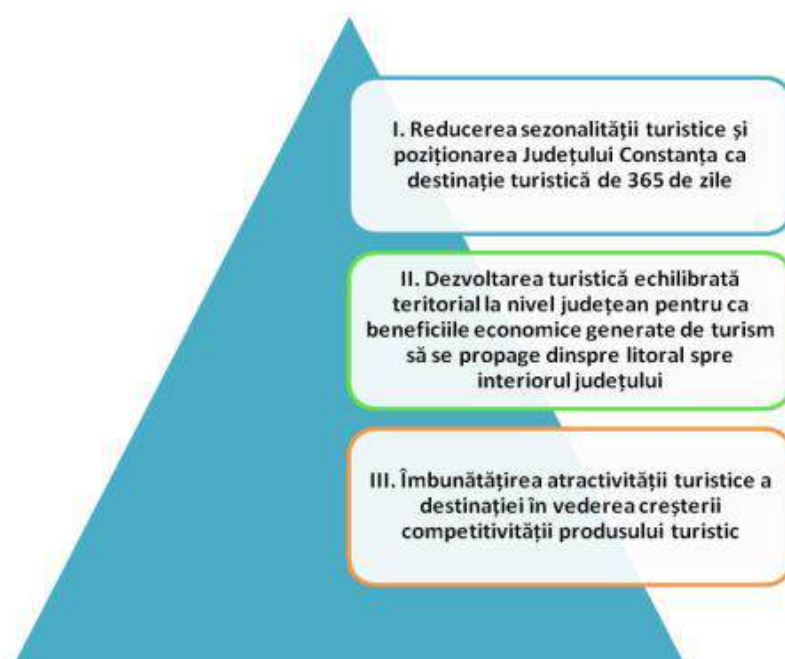 I. Reducerea sezonalității turistice și
poziționarea Județului Constanța ca
destinație turistică de 365 de zile
II. Dezvoltarea turistică echilibrată
teritorial la nivel județean pentru ca
beneficiile economice generate de turism
să se propage dinspre litoral spre
interiorul județului
III. Îmbunătățirea atractivității turistice a
destinației în vederea creșterii
competitivității produsului turistic